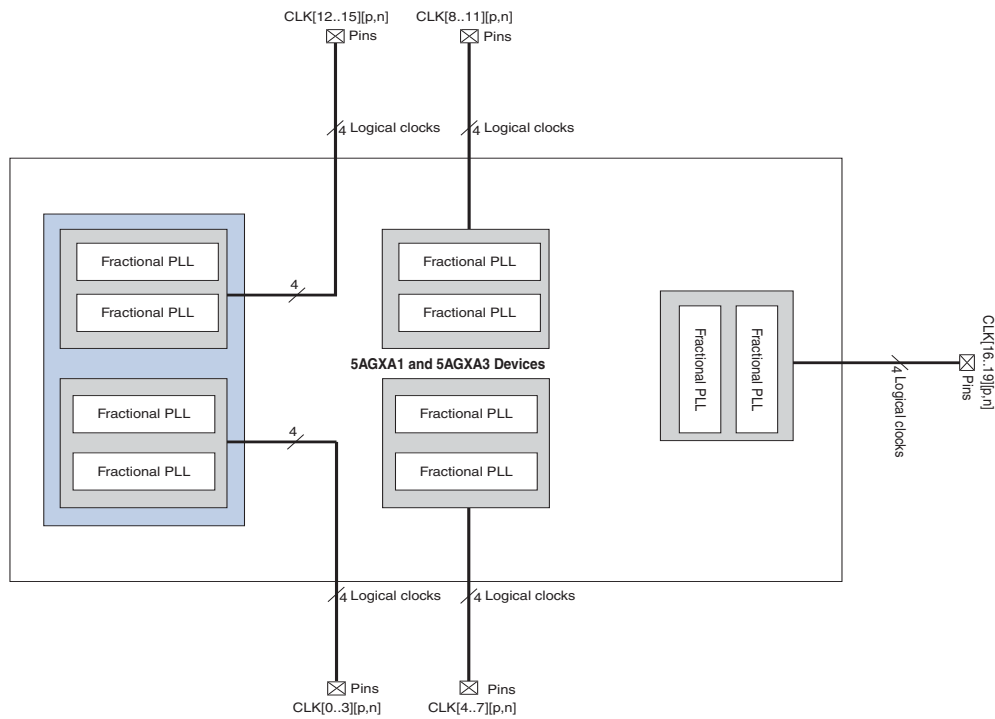 CLK[12..15][p,n]
Pins
CLK[8..11][p,n]
Pins
4 Logical clocks
4 Logical clocks
Fractional PLL
Fractional PLL
4
Fractional PLL
Fractional PLL
5AGXA1 and 5AGXA3 Devices
Fractional PLL
Fractional PLL
4 Logical clocks
CLK[16..19][p,n]
Pins
Fractional PLL
Fractional PLL
4
Fractional PLL
Fractional PLL
4 Logical clocks
4 Logical clocks
Pins
CLK[0..3][p,n]
Pins
CLK[4..7][p,n]